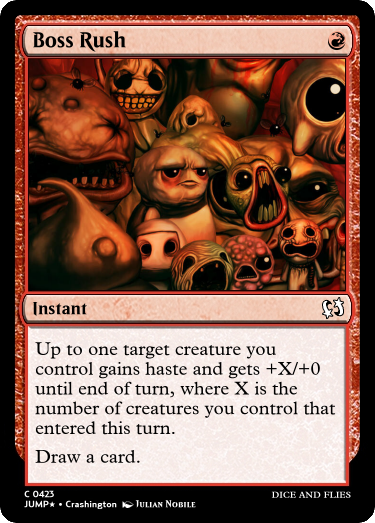 Boss Rush
Instant
Up to one target creature you
control gains haste and gets +X/+0
until end of turn, where X is the
number of creatures you control that
entered this turn.
Draw a card.
C 0423
DICE AND FLIES
JUMP★ • Crashington Julian Nobile